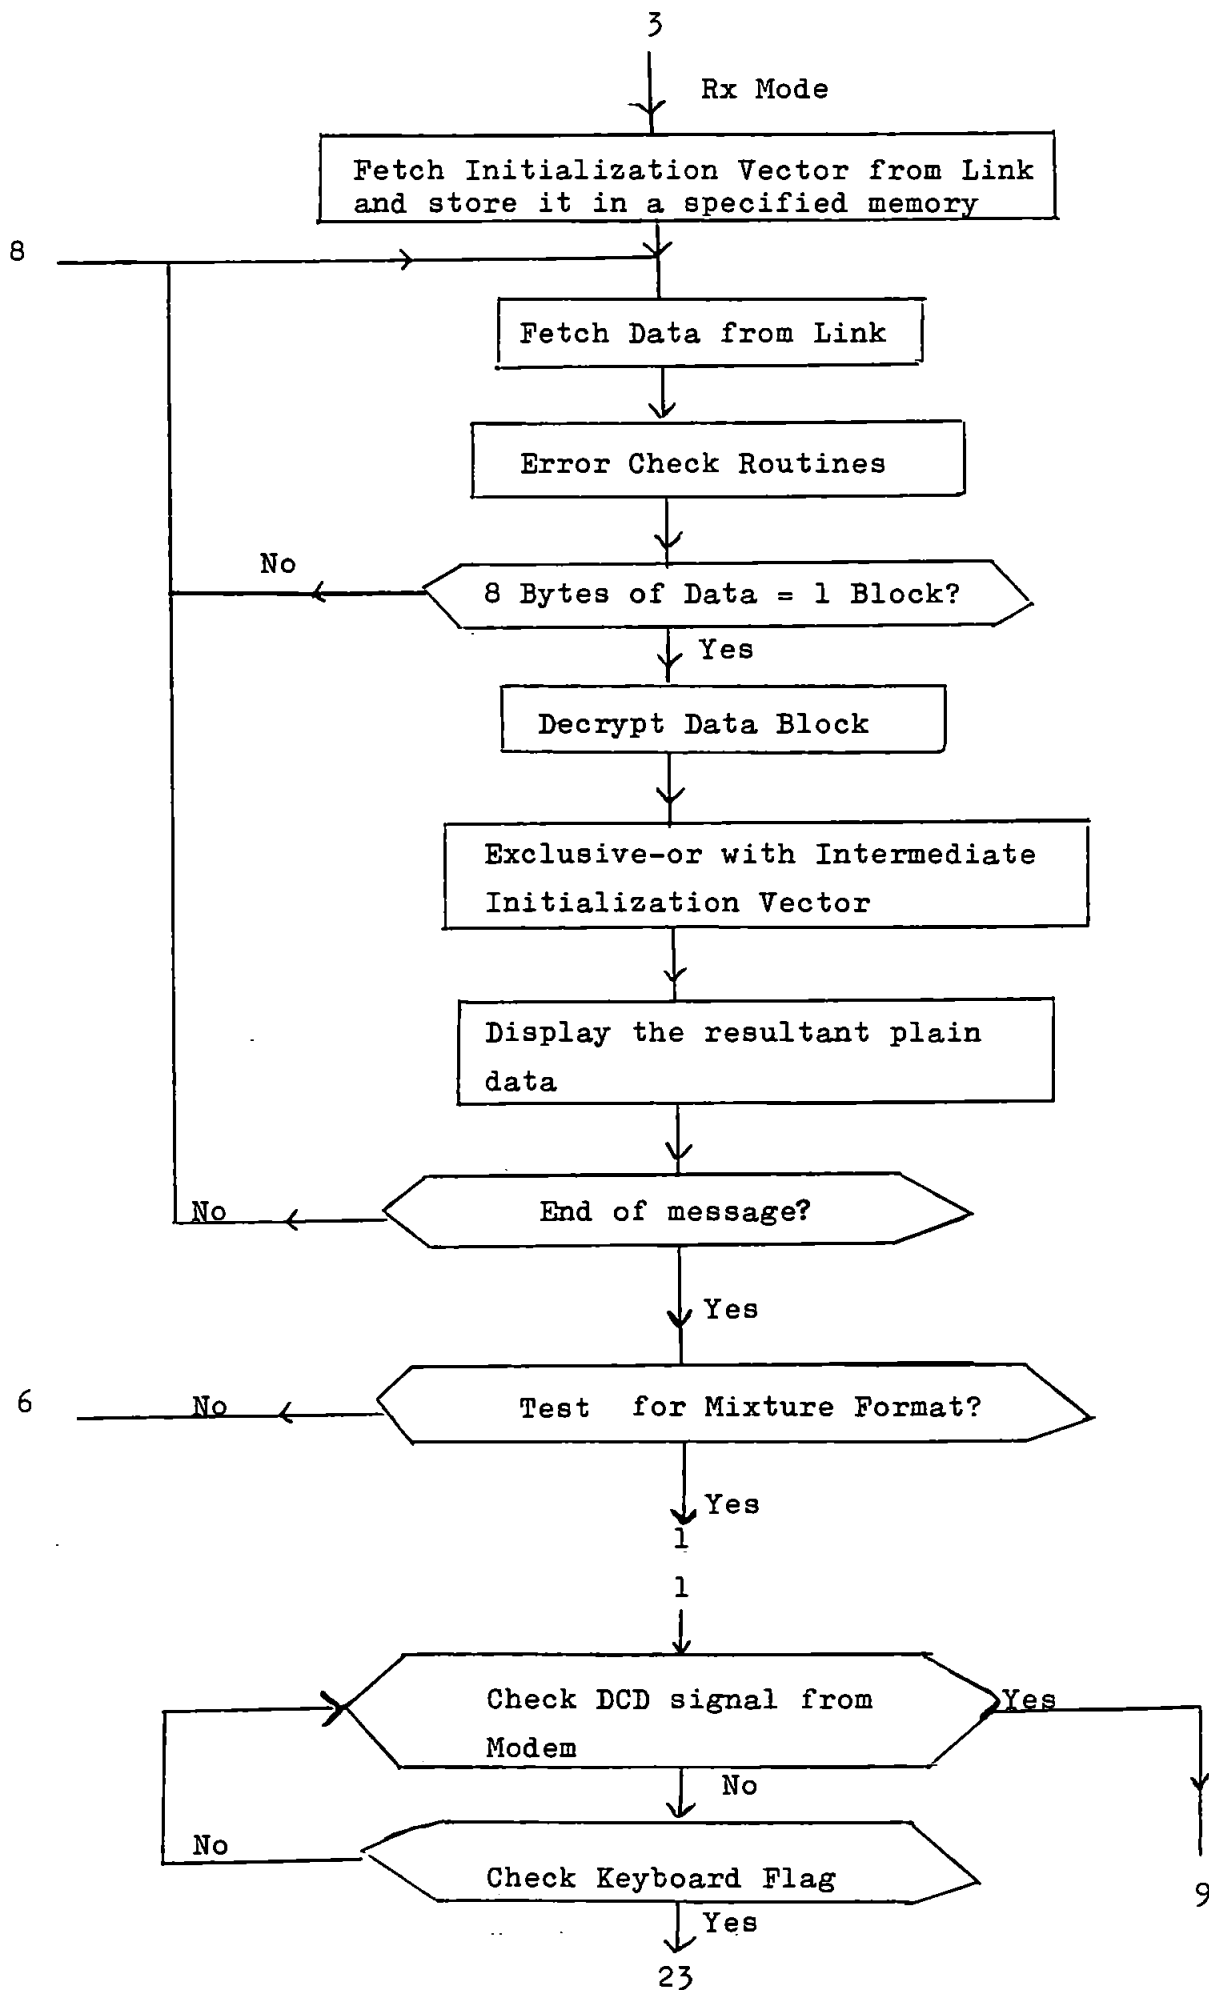 3
Rx Mode
Fetch Initialization Vector from Link
and store it in a specified memory
8
Fetch Data from Link
Error Check Routines
No
8 Bytes of Data = 1 Block?
Yes
Decrypt Data Block
Exclusive-or with Intermediate
Initialization Vector
Display the resultant plain
data
No
End of message?
Yes
6
No
Test for Mixture Format?
Yes
1
1
Check DCD signal from
Modem
Yes
No
No
Check Keyboard Flag
9
Yes
23